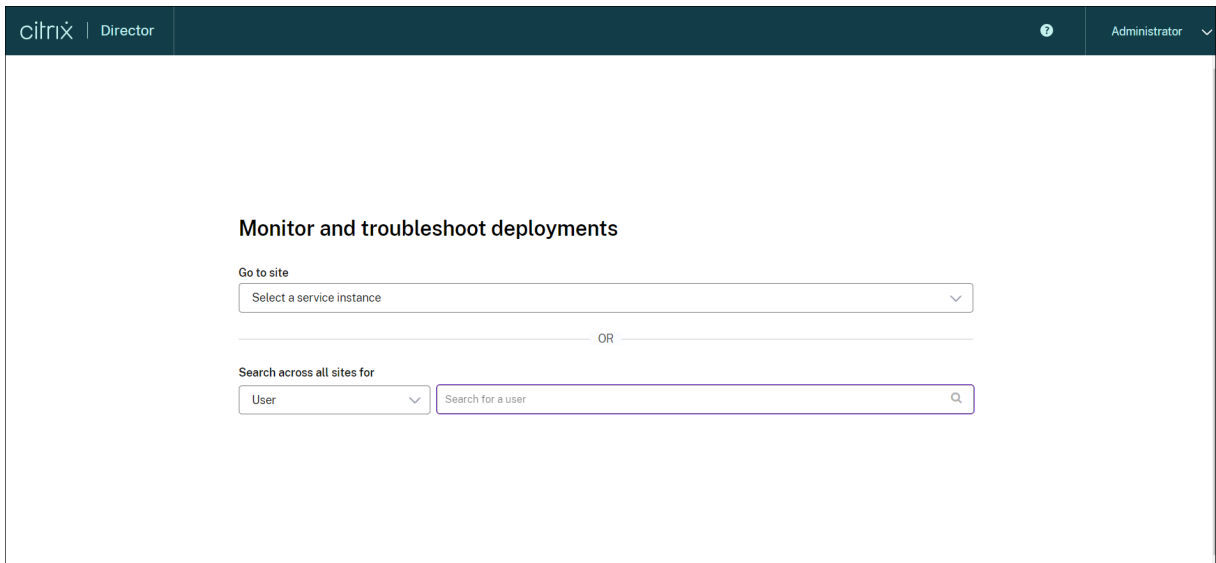 citrix | Director
? Administrator
Monitor and troubleshoot deployments
Go to site
Select a service instance
OR
Search across all sites for
User
Search for a user